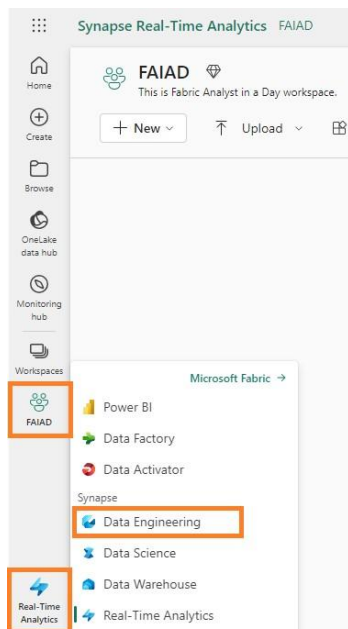 Synapse Real-Time Analytics FAIAD
Home
Create
Browse
OneLake
data hub
Monitoring
hub
Workspaces
FAIAD
Real-Time
Analytics
FAIAD
This is Fabric Analyst in a Day workspace.
New
Upload
Microsoft Fabric
Power BI
Data Factory
Data Activator
Synapse
Data Engineering
Data Science
Data Warehouse
Real-Time Analytics